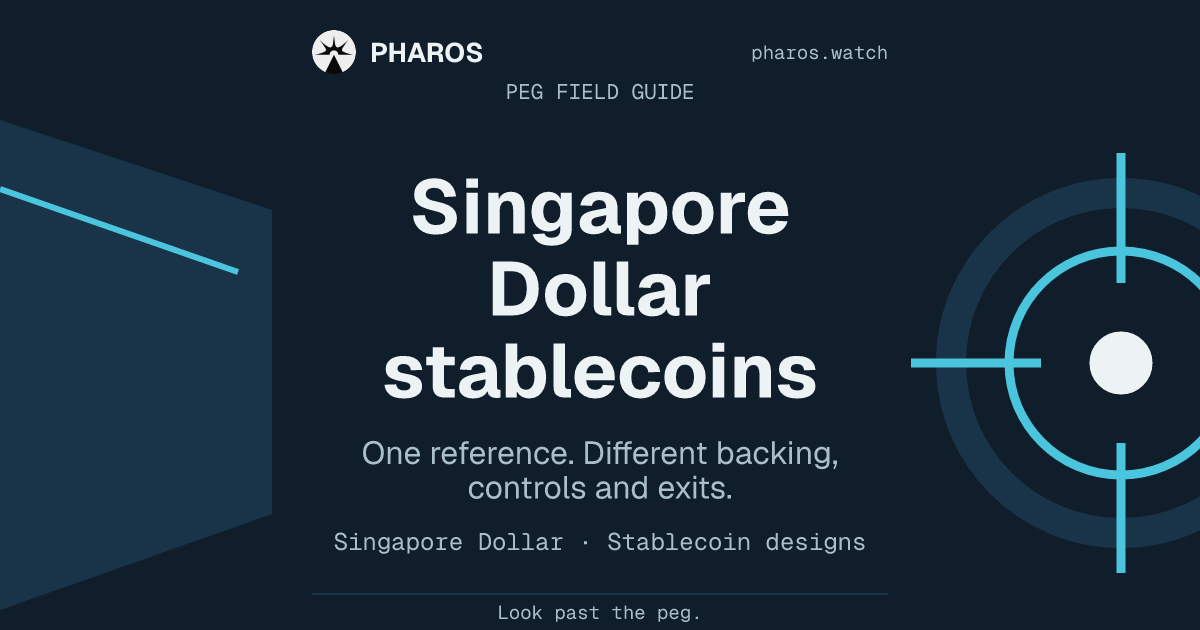 PHAROS
pharos.watch
PEG FIELD GUIDE
Singapore
Dollar
stablecoins
One reference. Different backing,
controls and exits.
Singapore Dollar · Stablecoin designs
Look past the peg.